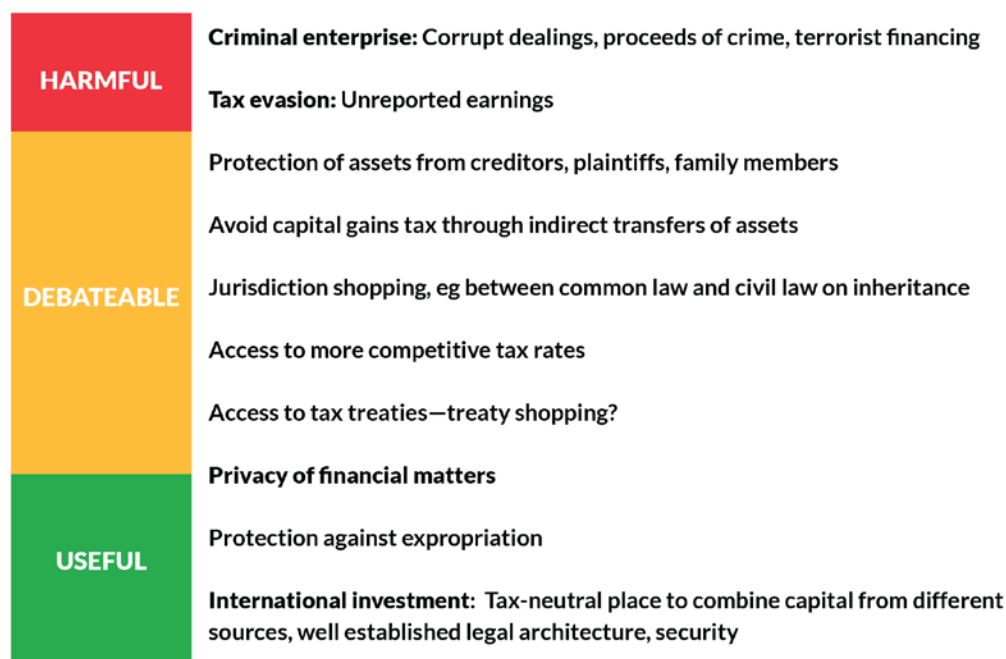 HARMFUL
Criminal enterprise: Corrupt dealings, proceeds of crime, terrorist financing
Tax evasion: Unreported earnings
DEBATEABLE
Protection of assets from creditors, plaintiffs, family members
Avoid capital gains tax through indirect transfers of assets
Jurisdiction shopping, eg between common law and civil law on inheritance
Access to more competitive tax rates
Access to tax treaties—treaty shopping?
USEFUL
Privacy of financial matters
Protection against expropriation
International investment: Tax-neutral place to combine capital from different
sources, well established legal architecture, security